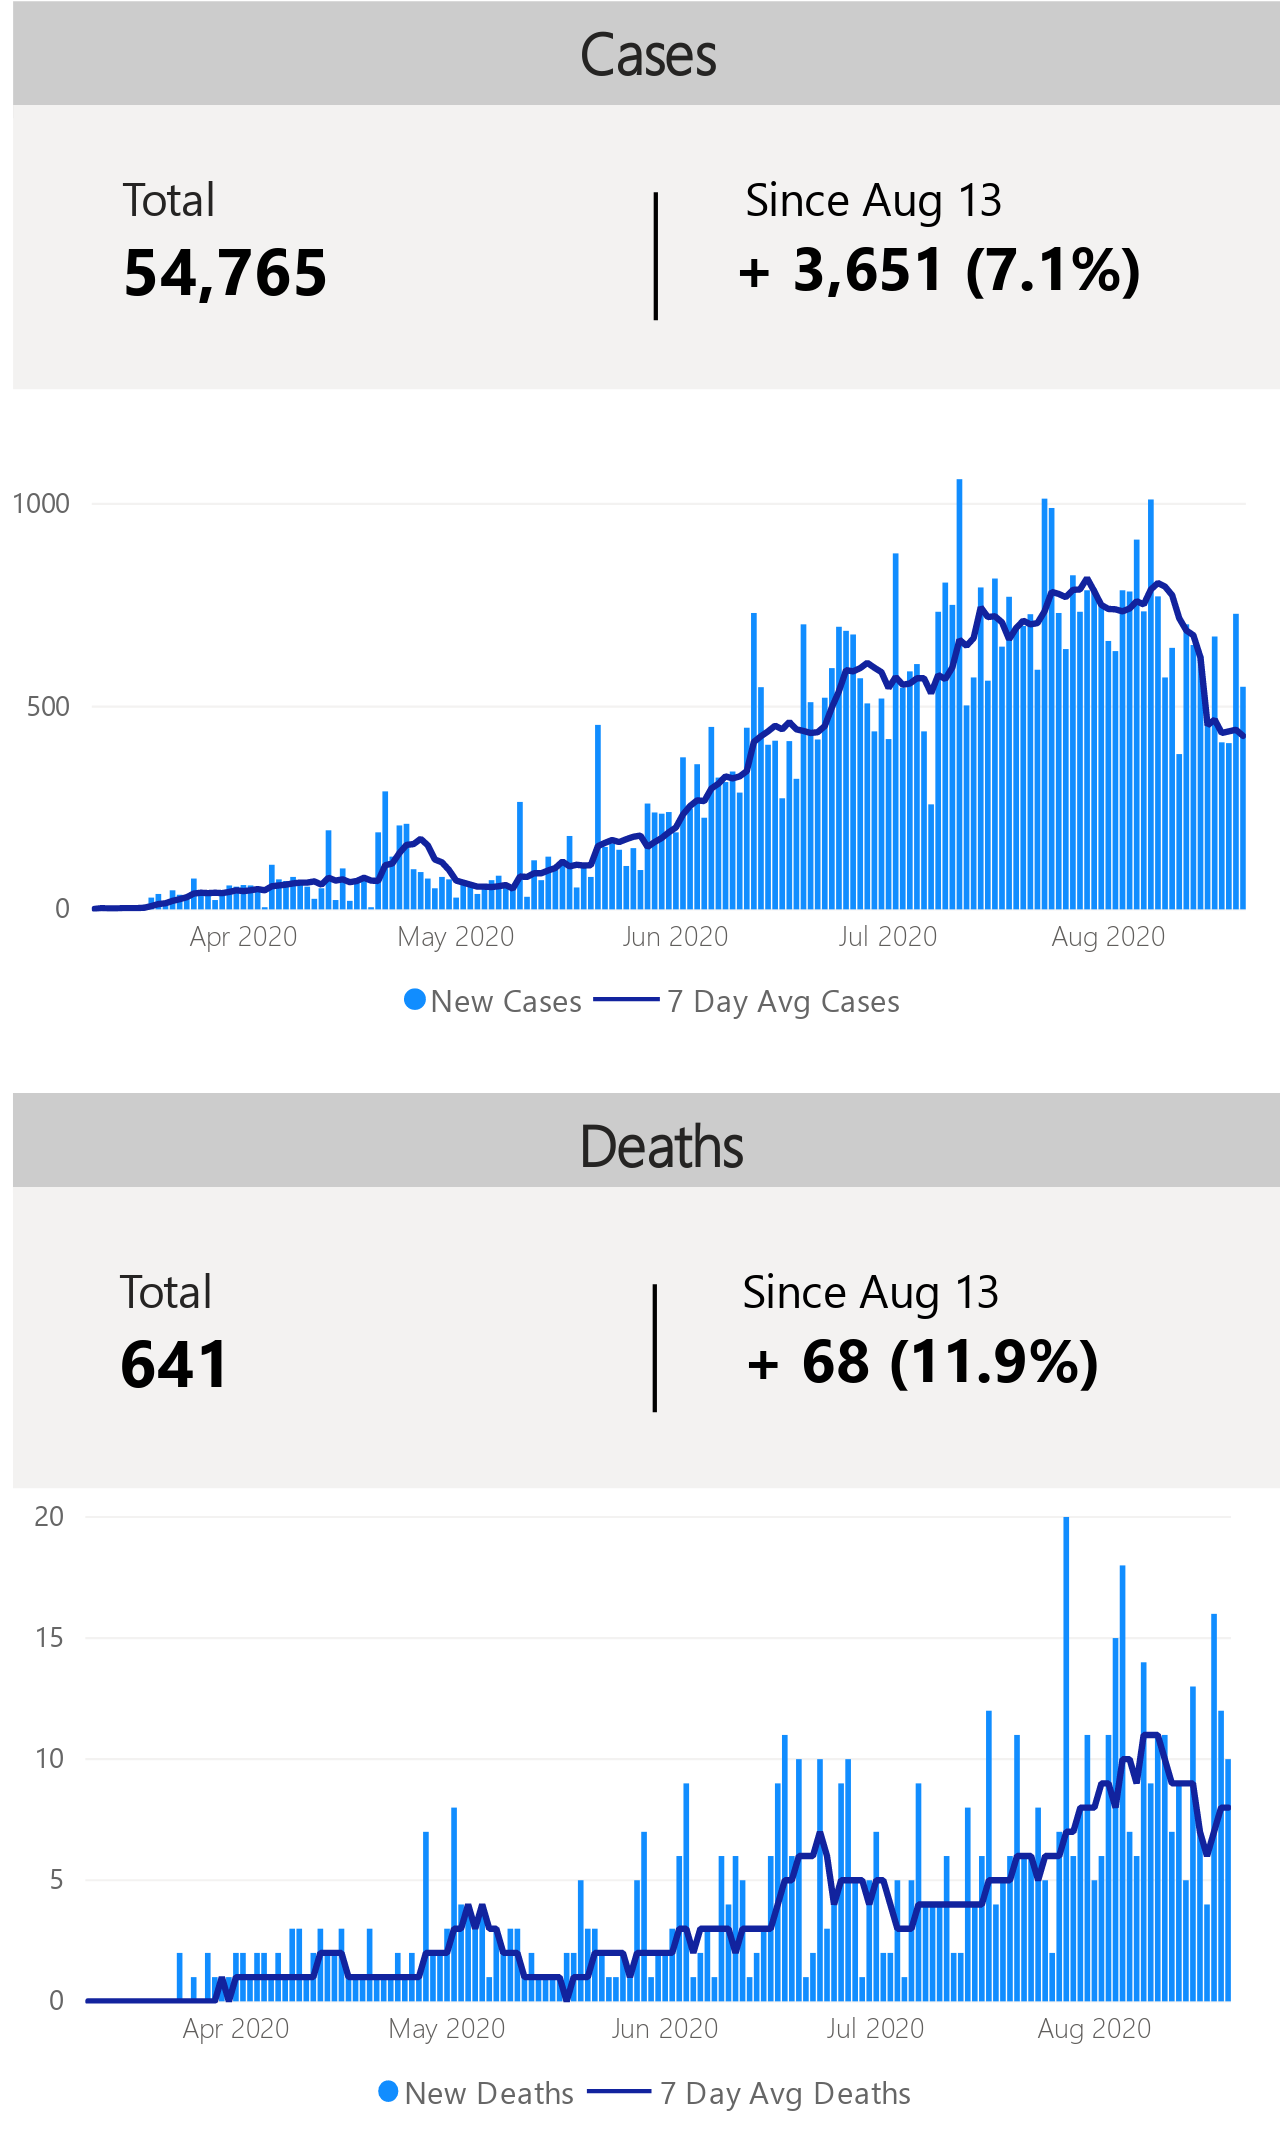 Cases
Total
Since Aug 13
54,765
+ 3,651 (7.1%)
1000
500
0
Apr 2020 May 2020 Jun 2020 Jul 2020 Aug 2020
New Cases 7 Day Avg Cases
Deaths
Total
Since Aug 13
641
+ 68 (11.9%)
20
15
10
5
0
Apr 2020 May 2020 Jun 2020 Jul 2020 Aug 2020
New Deaths 7 Day Avg Deaths